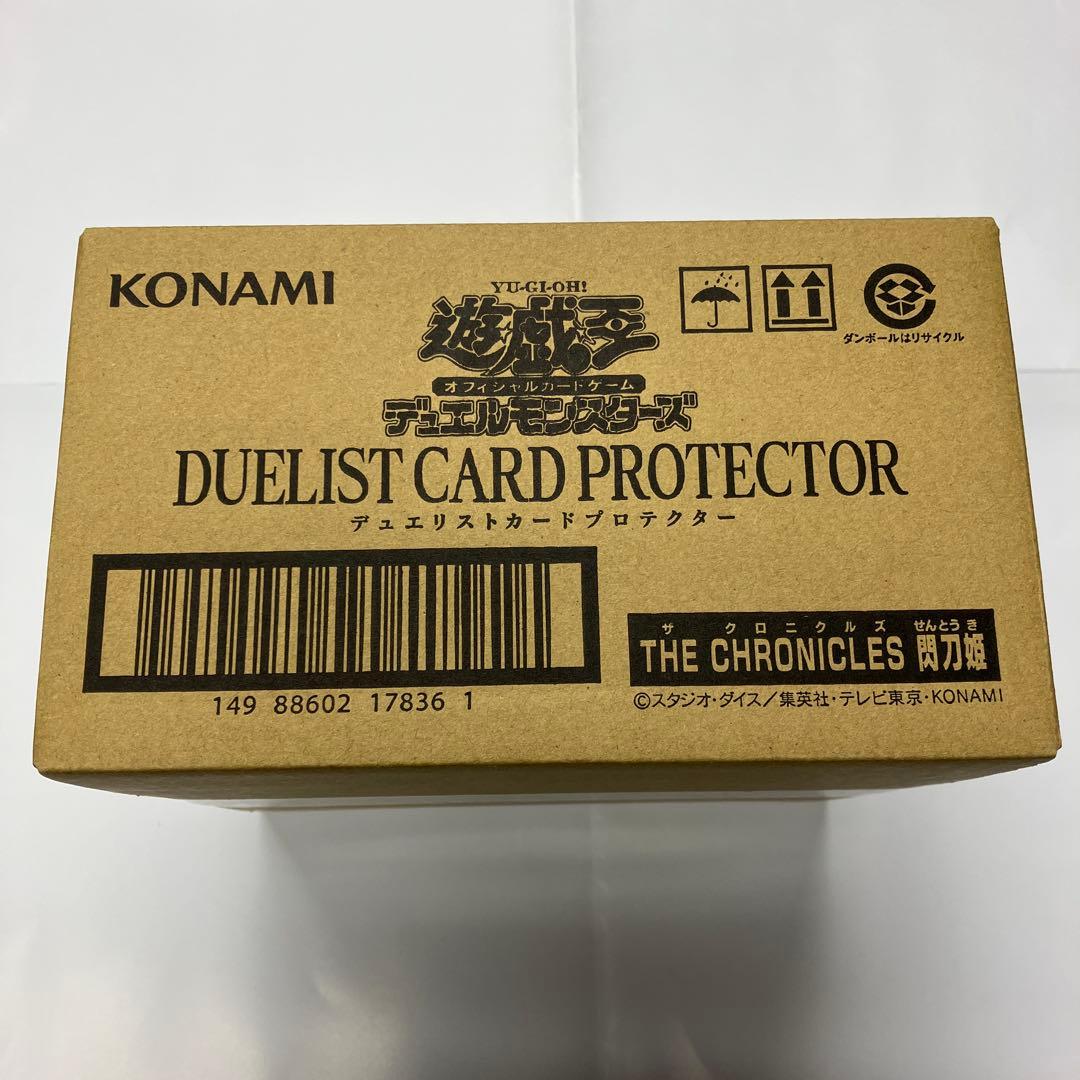 KONAMI
YU-GI-OH!
遊戯王
オフィシャルカードゲーム
デュエルモンスターズ
ダンボールはリサイクル
DUELIST CARD PROTECTOR
デュエリストカードプロテクター
149 88602 17836 1
ザ クロニクルズ せんとうき
THE CHRONICLES 閃刀姫
©スタジオ・ダイス/集英社・テレビ東京・KONAMI